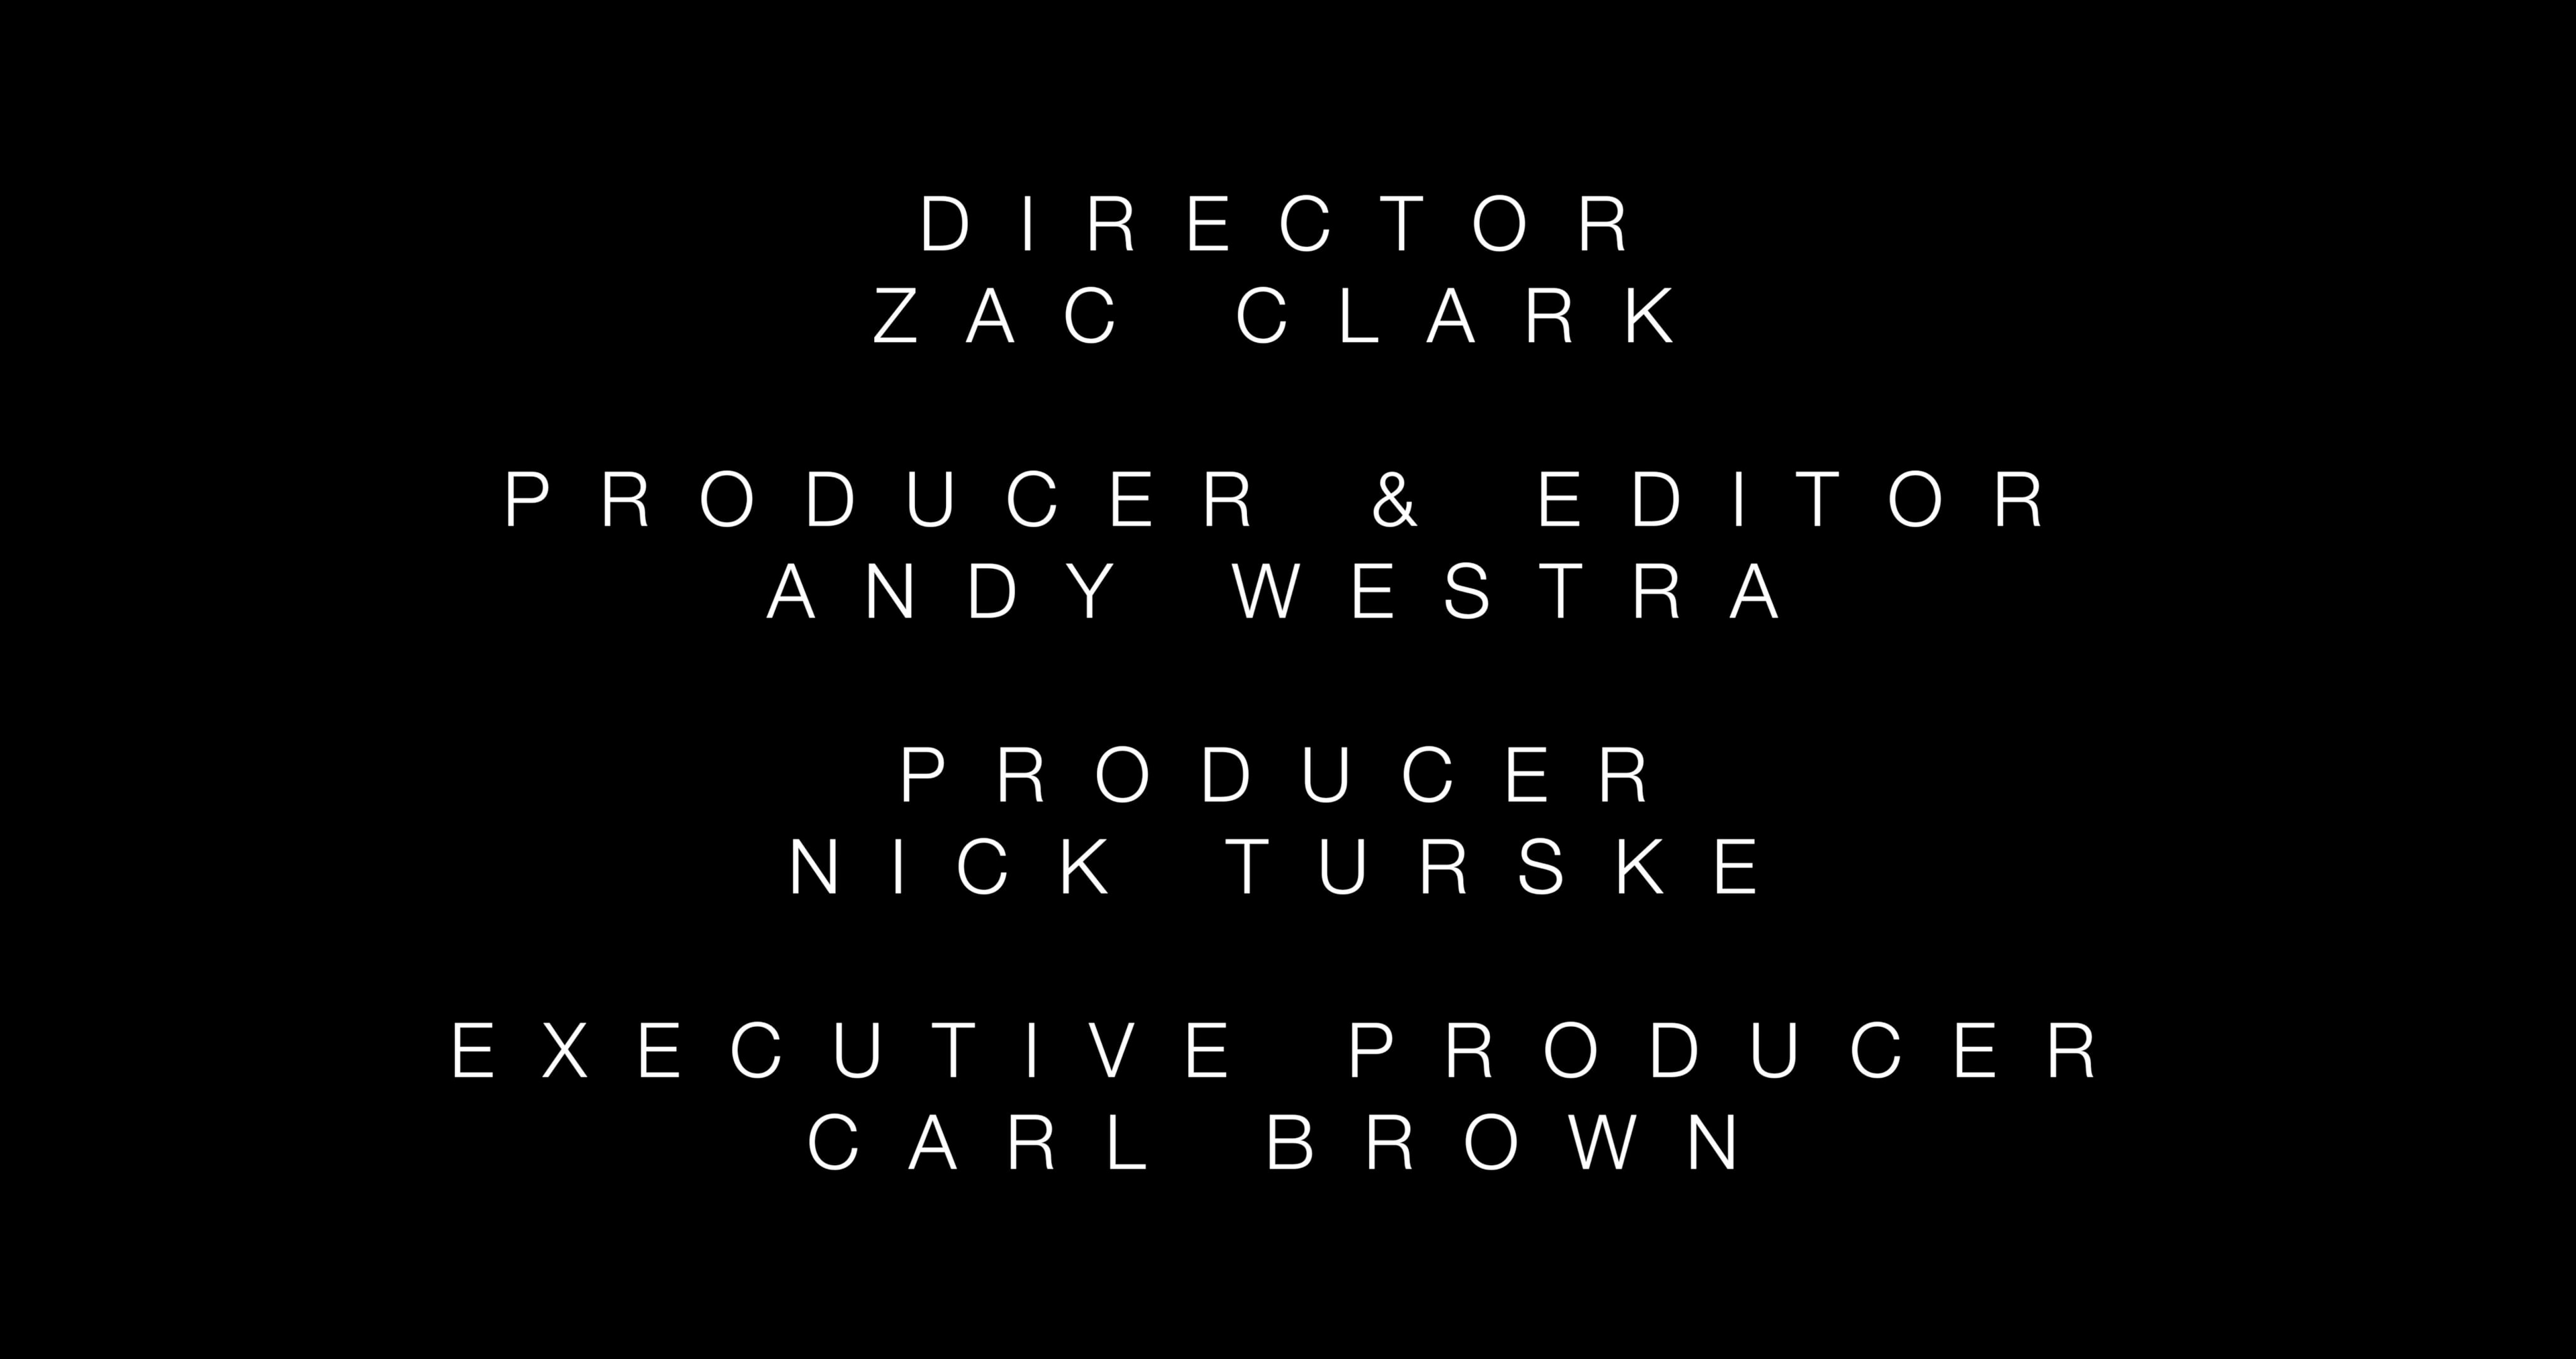 DIRECTOR
ZAC CLARK
PRODUCER & EDITOR
ANDY WESTRA
PRODUCER
NICK TURSKE
EXECUTIVE PRODUCER
CARL BROWN